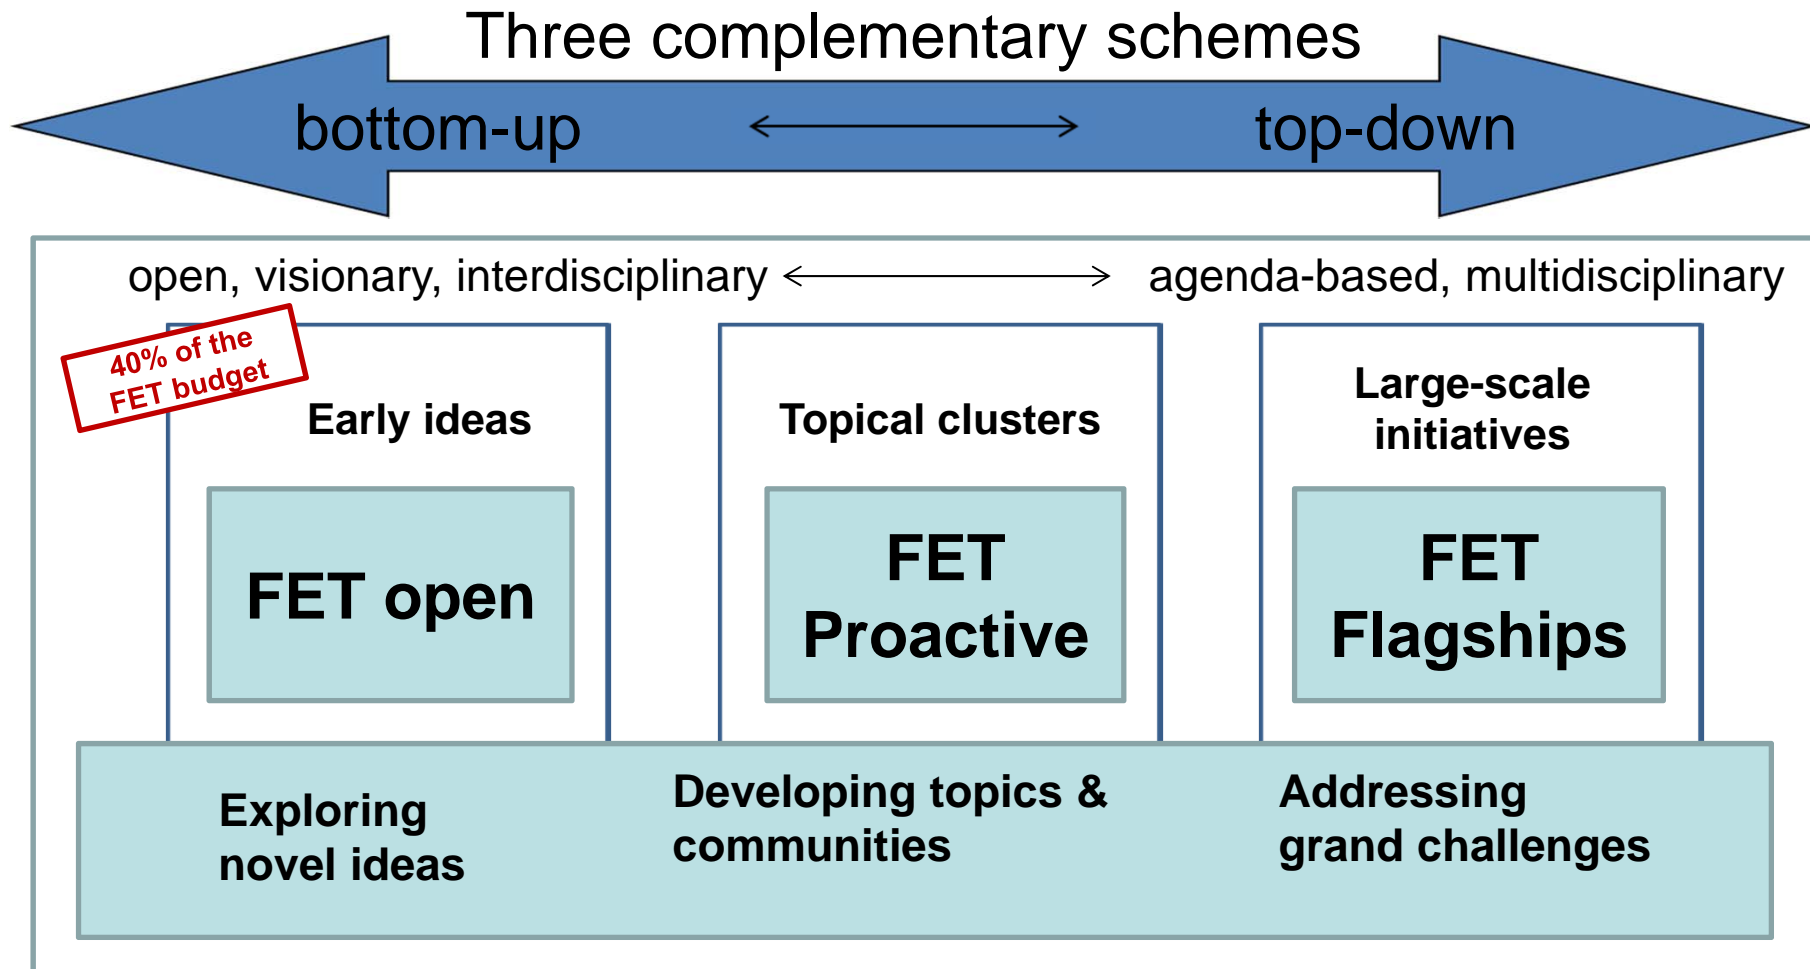 Three complementary schemes
bottom-up
top-down
open, visionary, interdisciplinary
agenda-based, multidisciplinary
40% of the
FET budget
Early ideas
Topical clusters
Large-scale
initiatives
FET open
FET
Proactive
FET
Flagships
Exploring
novel ideas
Developing topics &
communities
Addressing
grand challenges